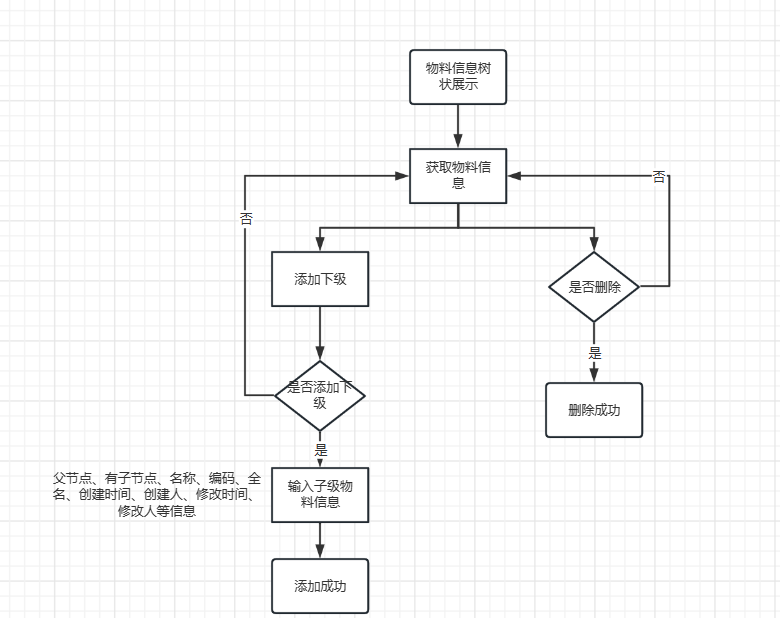 物料信息树
状展示
获取物料信
息
否
否
添加下级
是否删除
是
是否添加下
级
删除成功
是
父节点、有子节点、名称、编码、全
名、创建时间、创建人、修改时间、
修改人等信息
输入子级物
料信息
添加成功